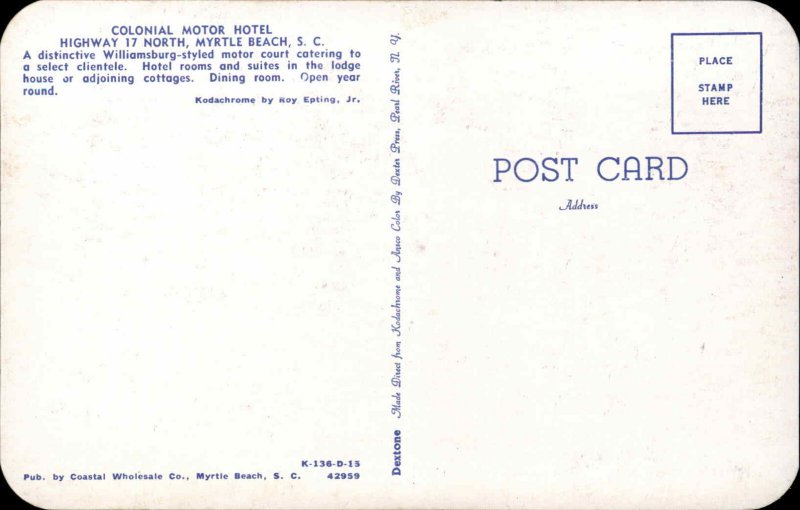 COLONIAL MOTOR HOTEL
HIGHWAY 17 NORTH, MYRTLE BEACH, S. C.
A distinctive Williamsburg-styled motor court catering to
a select clientele. Hotel rooms and suites in the lodge
house or adjoining cottages. Dining room. Open year
round.
Kodachrome by Roy Epting, Jr.
K-136-D-15
Pub. by Coastal Wholesale Co., Myrtle Beach, S. C. 42959
Dextone Made Direct from Kodachrome and Ansco Color By Dexter Press, Pearl River, N. Y.
PLACE
STAMP
HERE
POST CARD
Address